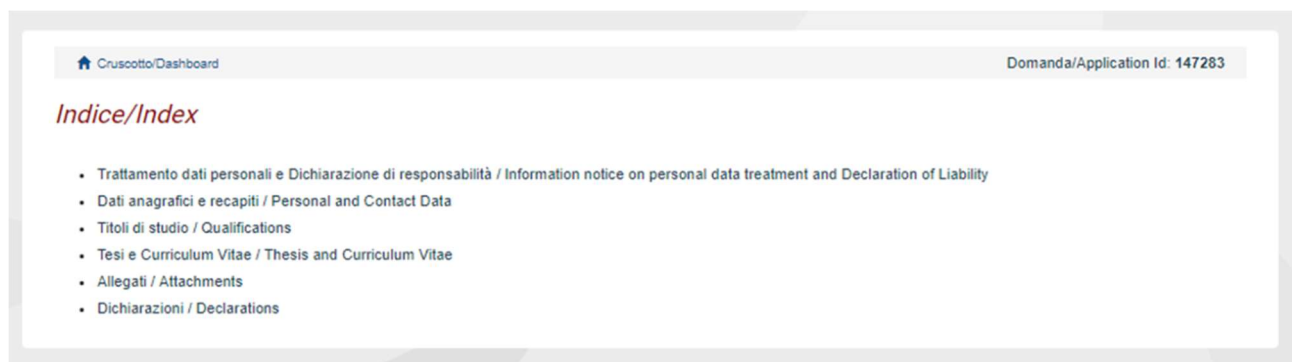 Cruscotto/Dashboard Domanda/Application Id: 147283
Indice/Index
Trattamento dati personali e Dichiarazione di responsabilità / Information notice on personal data treatment and Declaration of Liability
Dati anagrafici e recapiti / Personal and Contact Data
Titoli di studio / Qualifications
Tesi e Curriculum Vitae / Thesis and Curriculum Vitae
Allegati / Attachments
Dichiarazioni / Declarations